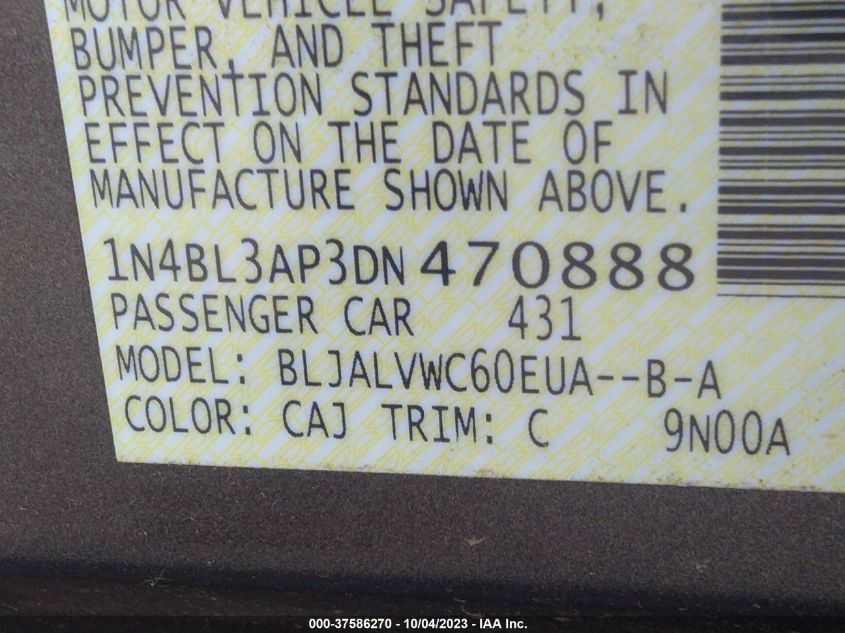 MOTOR VEHICLE SAFETY,
BUMPER, AND THEFT
PREVENTION STANDARDS IN
EFFECT ON THE DATE OF
MANUFACTURE SHOWN ABOVE.
1N4BL3AP3DN470888
PASSENGER CAR 431
MODEL: BLJALVWC60EUA--B-A
COLOR: CAJ TRIM: C 9N00A
000-37586270 - 10/04/2023 - IAA Inc.